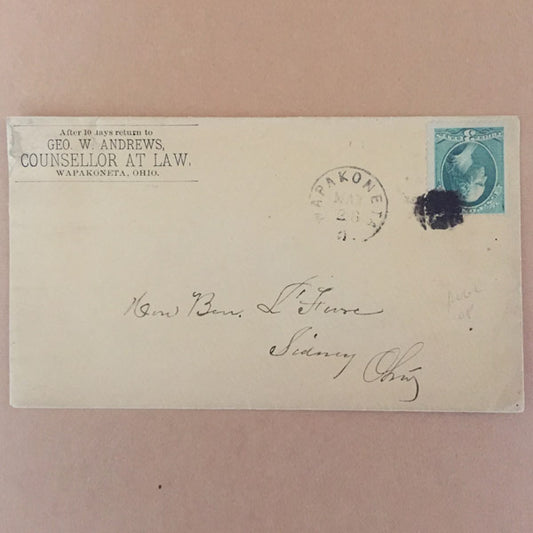 After 10 days return to
GEO. W. ANDREWS,
COUNSELLOR AT LAW,
WAPAKONETA, OHIO.
WAPAKONETA
MAY
26
O.
3
Hon Ben. L'Fevre
Sidney
Ohio